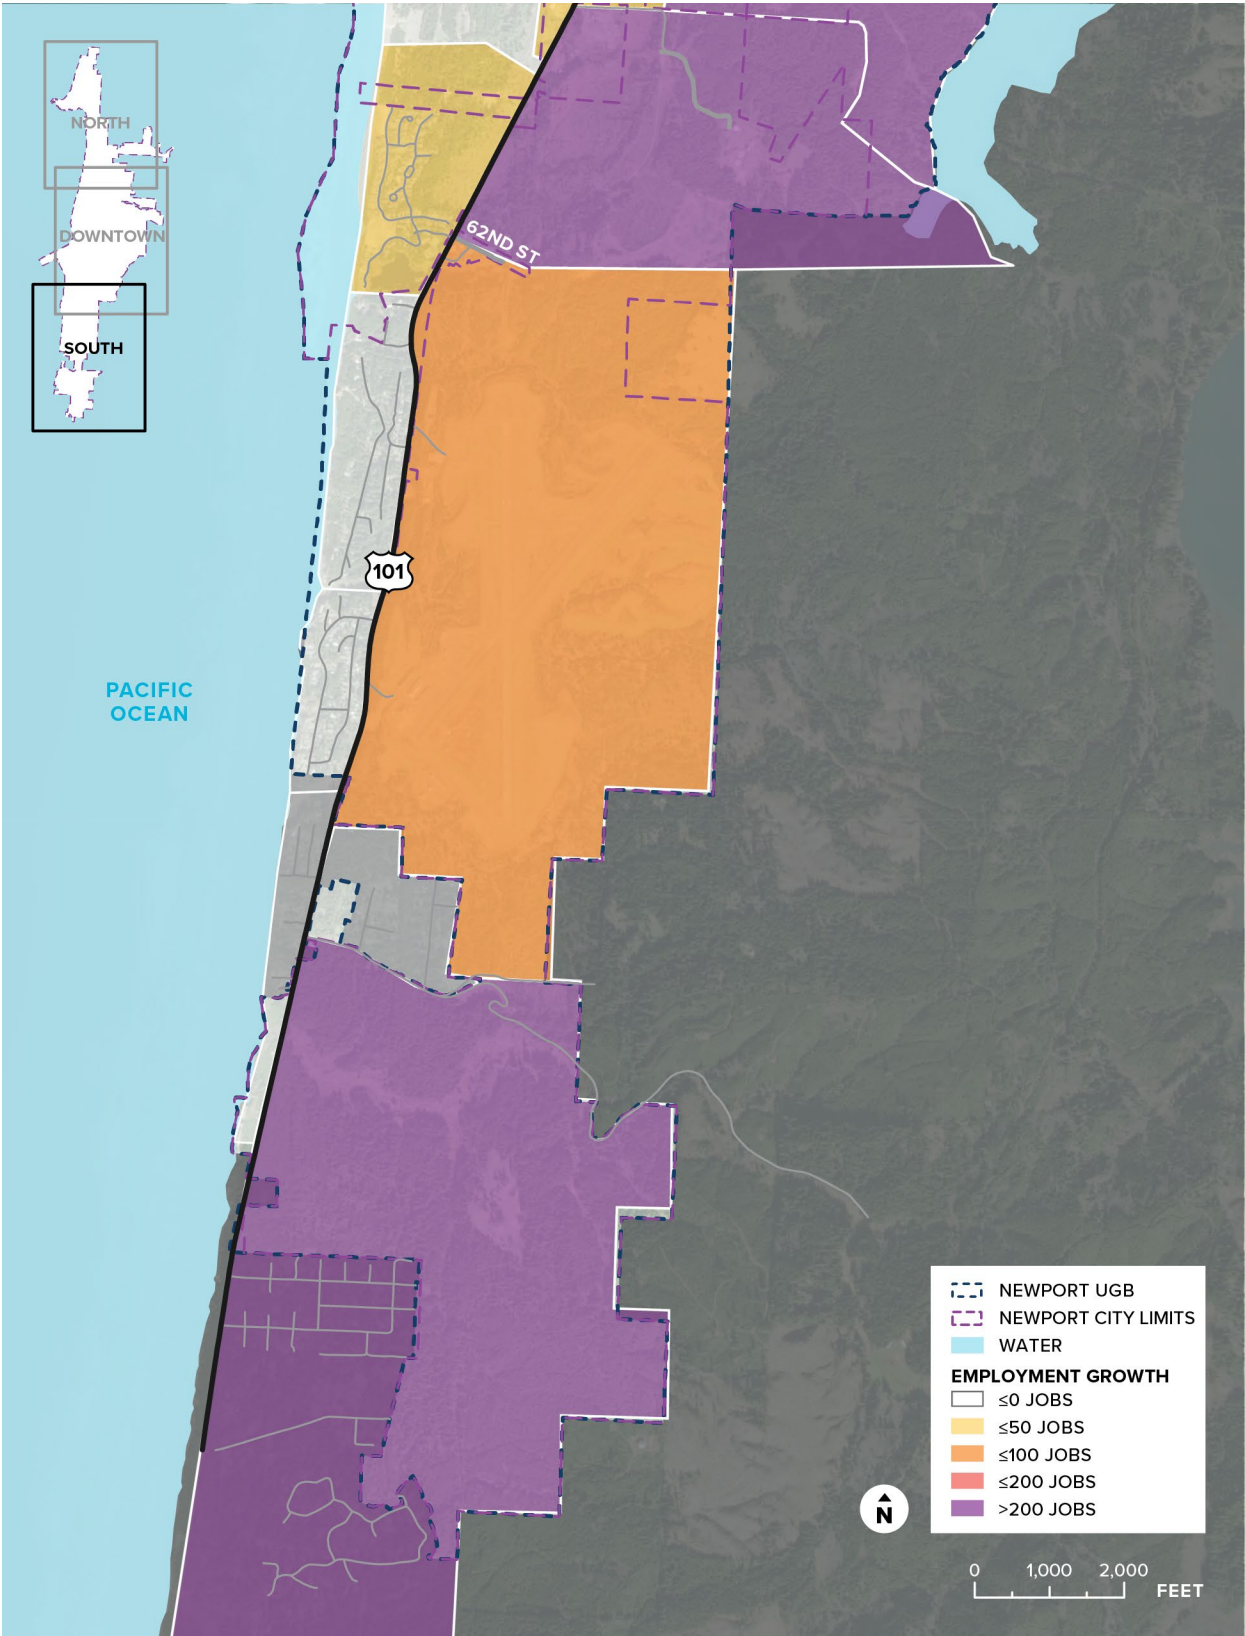 NORTH
DOWNTOWN
SOUTH
62ND ST
101
PACIFIC
OCEAN
NEWPORT UGB
NEWPORT CITY LIMITS
WATER
EMPLOYMENT GROWTH
≤0 JOBS
≤50 JOBS
≤100 JOBS
≤200 JOBS
>200 JOBS
N
0 1,000 2,000
FEET